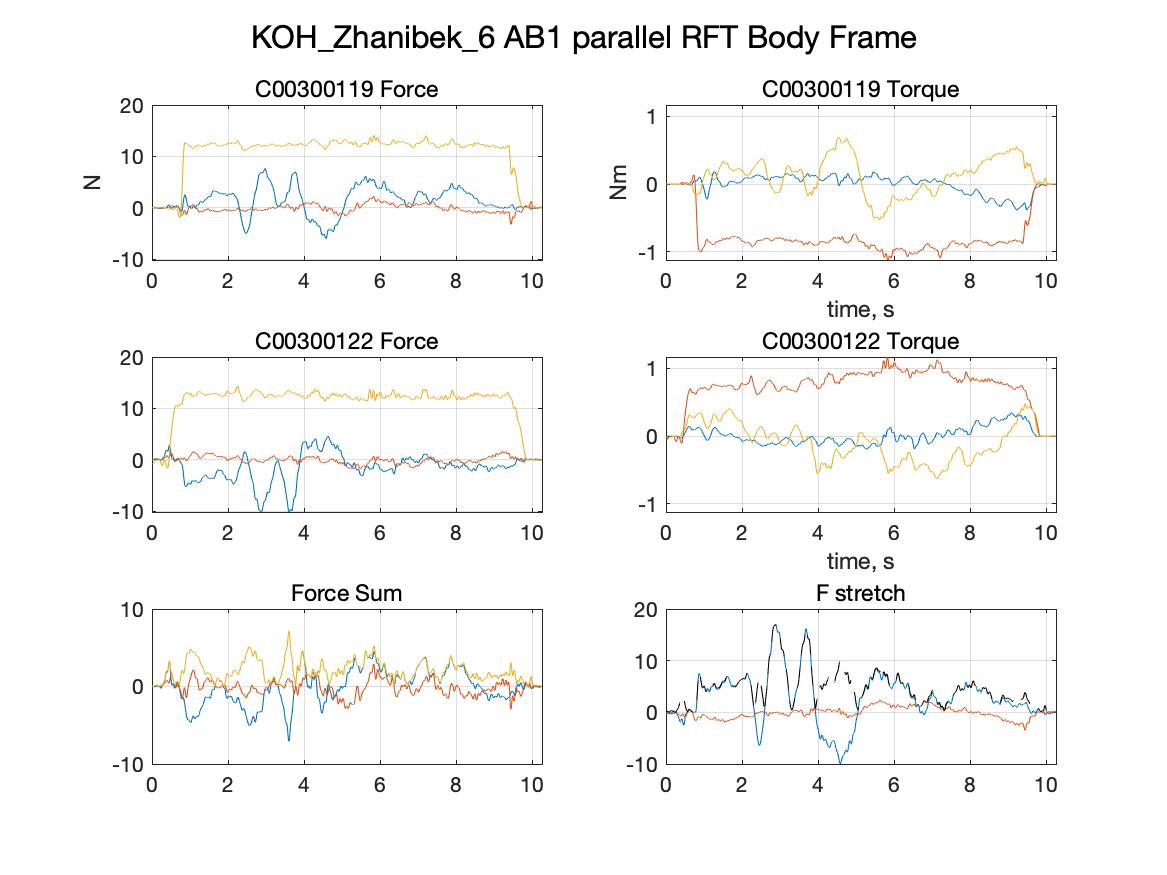 KOH_Zhanibek_6 AB1 parallel RFT Body Frame
C00300119 Force
N
20
10
0
-10
0 2 4 6 8 10
C00300119 Torque
Nm
1
0
-1
0 2 4 6 8 10
time, s
C00300122 Force
20
10
0
-10
0 2 4 6 8 10
C00300122 Torque
1
0
-1
0 2 4 6 8 10
time, s
Force Sum
10
0
-10
0 2 4 6 8 10
F stretch
20
10
0
-10
0 2 4 6 8 10